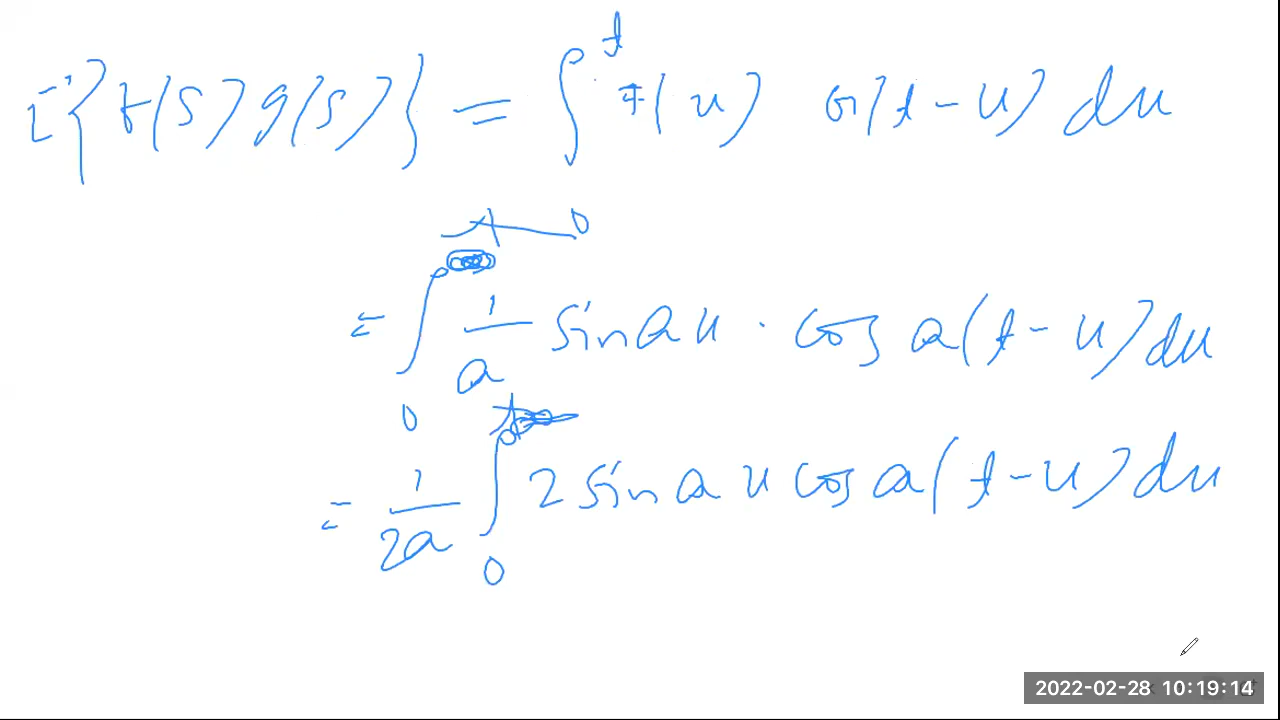 L⁻¹{f(s) g(s)} = ∫ᵗ F(u) G(t-u) du
= ∫₀ᵗ 1/a sin au · cos a(t-u) du
= 1/2a ∫₀ᵗ 2 sin au cos a(t-u) du
2022-02-28 10:19:14